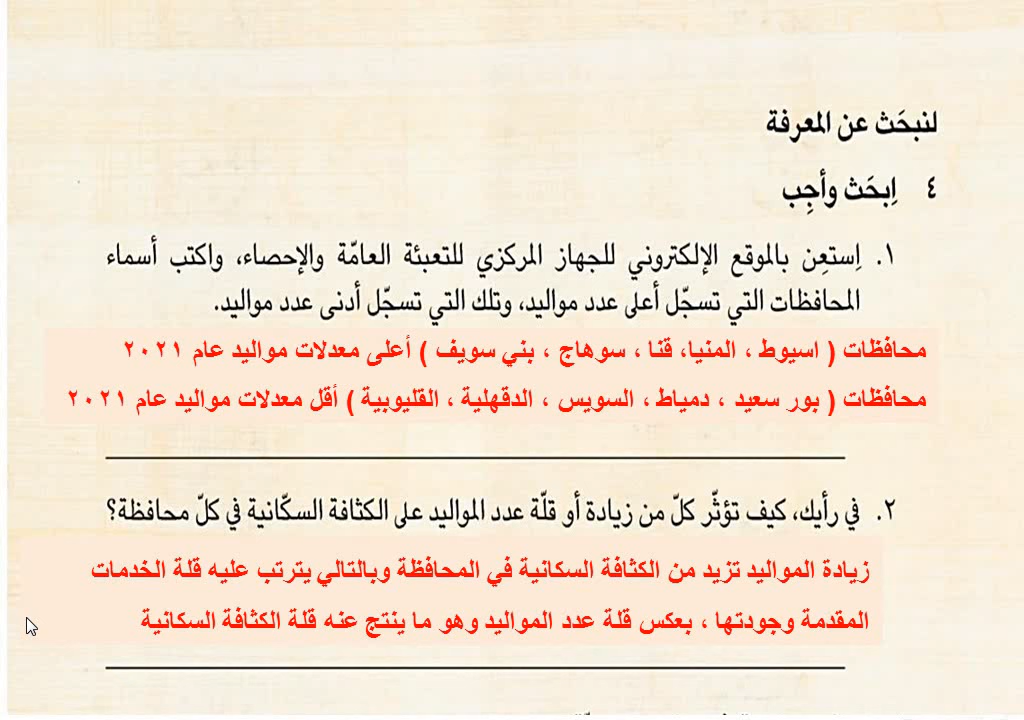 لنبحَث عن المعرفة
٤ اِبحَث وأجِب
١. اِستعِن بالموقع الإلكتروني للجهاز المركزي للتعبئة العامّة والإحصاء، واكتب أسماء
المحافظات التي تسجّل أعلى عدد مواليد، وتلك التي تسجّل أدنى عدد مواليد.
محافظات ( اسيوط ، المنيا، قنا ، سوهاج ، بني سويف ) أعلى معدلات مواليد عام ٢٠٢١
محافظات ( بور سعيد ، دمياط ، السويس ، الدقهلية ، القليوبية ) أقل معدلات مواليد عام ٢٠٢١
٢. في رأيك، كيف تؤثّر كلّ من زيادة أو قلّة عدد المواليد على الكثافة السكّانية في كلّ محافظة؟
زيادة المواليد تزيد من الكثافة السكانية في المحافظة وبالتالي يترتب عليه قلة الخدمات
المقدمة وجودتها ، بعكس قلة عدد المواليد وهو ما ينتج عنه قلة الكثافة السكانية